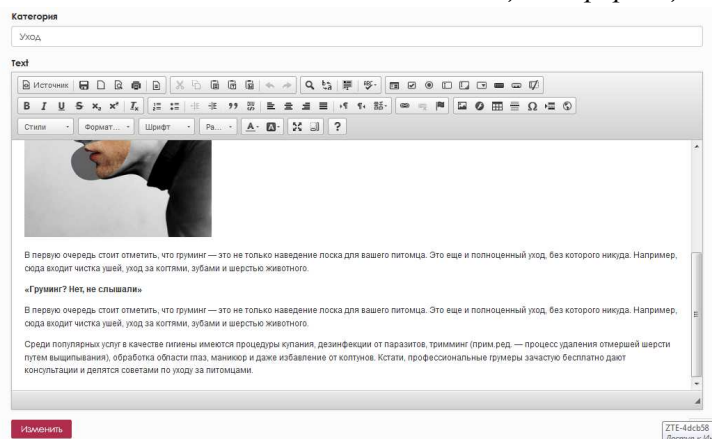 Категория
Уход
Text
Источник
Стили Формат... Шрифт Ра...
В первую очередь стоит отметить, что груминг — это не только наведение лоска для вашего питомца. Это еще и полноценный уход, без которого никуда. Например,
сюда входит чистка ушей, уход за когтями, зубами и шерстью животного.
«Груминг? Нет, не слышали»
В первую очередь стоит отметить, что груминг — это не только наведение лоска для вашего питомца. Это еще и полноценный уход, без которого никуда. Например,
сюда входит чистка ушей, уход за когтями, зубами и шерстью животного.
Среди популярных услуг в качестве гигиены имеются процедуры купания, дезинфекции от паразитов, тримминг (прим.ред. — процесс удаления отмершей шерсти
путем выщипывания), обработка области глаз, маникюр и даже избавление от колтунов. Кстати, профессиональные грумеры зачастую бесплатно дают
консультации и делятся советами по уходу за питомцами.
Изменить
ZTE-4dcb58